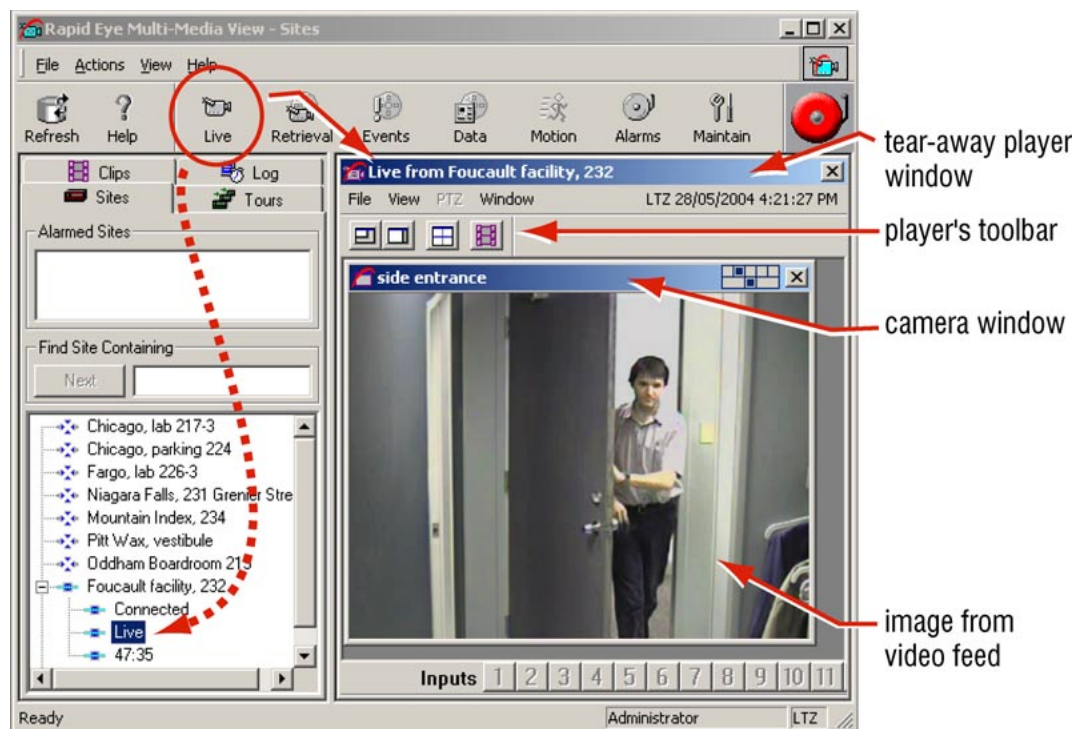 Rapid Eye Multi-Media View - Sites
File Actions View Help
Refresh Help Live Retrieval Events Data Motion Alarms Maintain
Clips Log
Sites Tours
Alarmed Sites
Find Site Containing
Next
Chicago, lab 217-3
Chicago, parking 224
Fargo, lab 226-3
Niagara Falls, 231 Grenier Stre
Mountain Index, 234
Pitt Wax, vestibule
Oddham Boardroom 215
Foucault facility, 232
Connected
Live
47:35
Live from Foucault facility, 232
File View PTZ Window LTZ 28/05/2004 4:21:27 PM
side entrance
Inputs 1 2 3 4 5 6 7 8 9 10 11
Ready Administrator LTZ
tear-away player
window
player's toolbar
camera window
image from
video feed